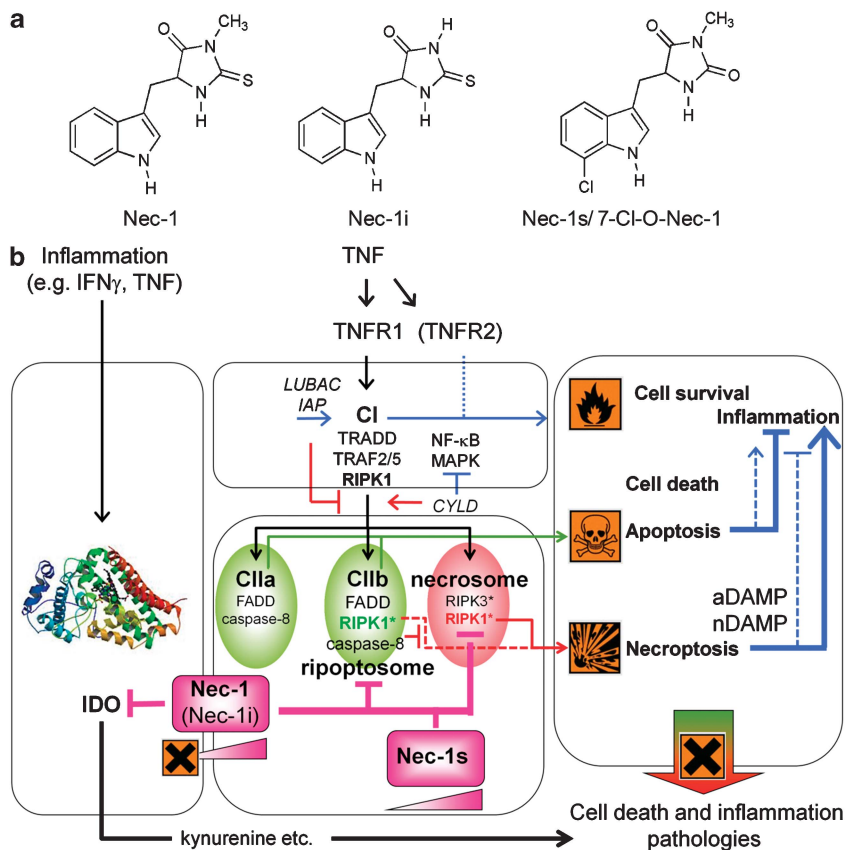 a
CH₃
O
N
S
N
H
N
H
Nec-1
H
O
N
S
N
H
N
H
Nec-1i
CH₃
O
N
O
N
H
N
H
Cl
Nec-1s/ 7-Cl-O-Nec-1
b
Inflammation
(e.g. IFNγ, TNF)
TNF
TNFR1 (TNFR2)
LUBAC
IAP
CI
TRADD
TRAF2/5
RIPK1
NF-κB
MAPK
CYLD
Cell survival
Inflammation
Cell death
Apoptosis
aDAMP
nDAMP
Necroptosis
CIIa
FADD
caspase-8
CIIb
FADD
RIPK1*
caspase-8
ripoptosome
necrosome
RIPK3*
RIPK1*
IDO
Nec-1
(Nec-1i)
Nec-1s
kynurenine etc.
Cell death and inflammation
pathologies